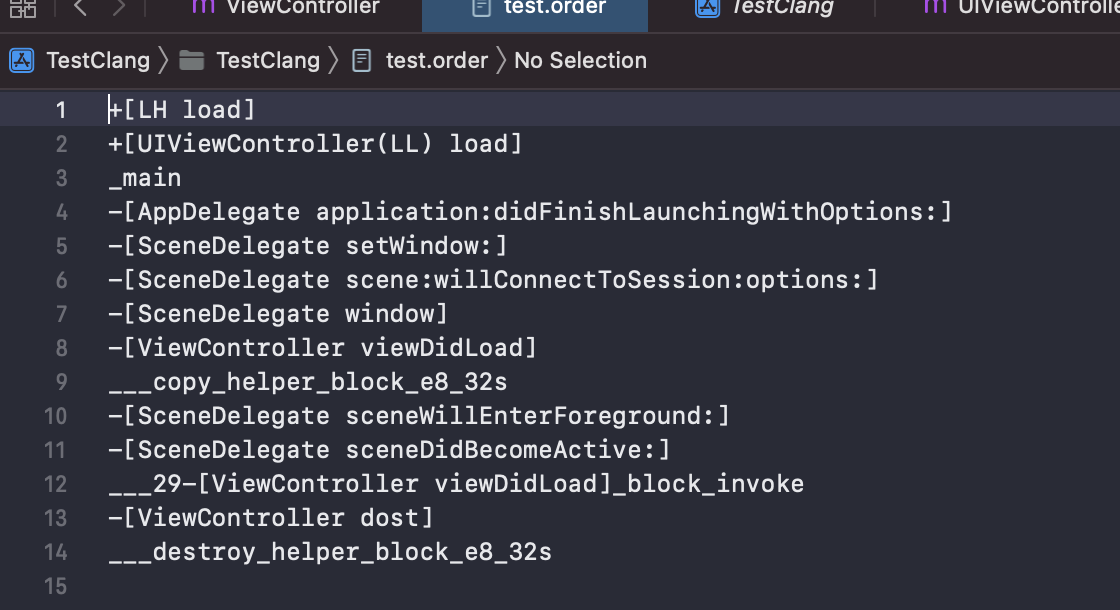 m ViewController test.order TestClang m UIViewControlle
TestClang TestClang test.order No Selection
1 +[LH load]
2 +[UIViewController(LL) load]
3 _main
4 -[AppDelegate application:didFinishLaunchingWithOptions:]
5 -[SceneDelegate setWindow:]
6 -[SceneDelegate scene:willConnectToSession:options:]
7 -[SceneDelegate window]
8 -[ViewController viewDidLoad]
9 ___copy_helper_block_e8_32s
10 -[SceneDelegate sceneWillEnterForeground:]
11 -[SceneDelegate sceneDidBecomeActive:]
12 ___29-[ViewController viewDidLoad]_block_invoke
13 -[ViewController dost]
14 ___destroy_helper_block_e8_32s
15